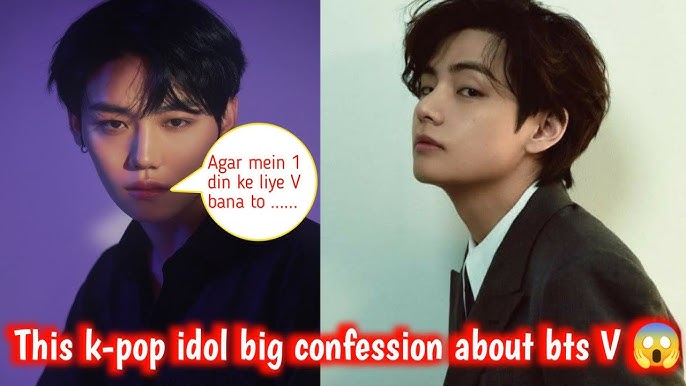 Agar mein 1
din ke liye V
bana to ......
This k-pop idol big confession about bts V 😱